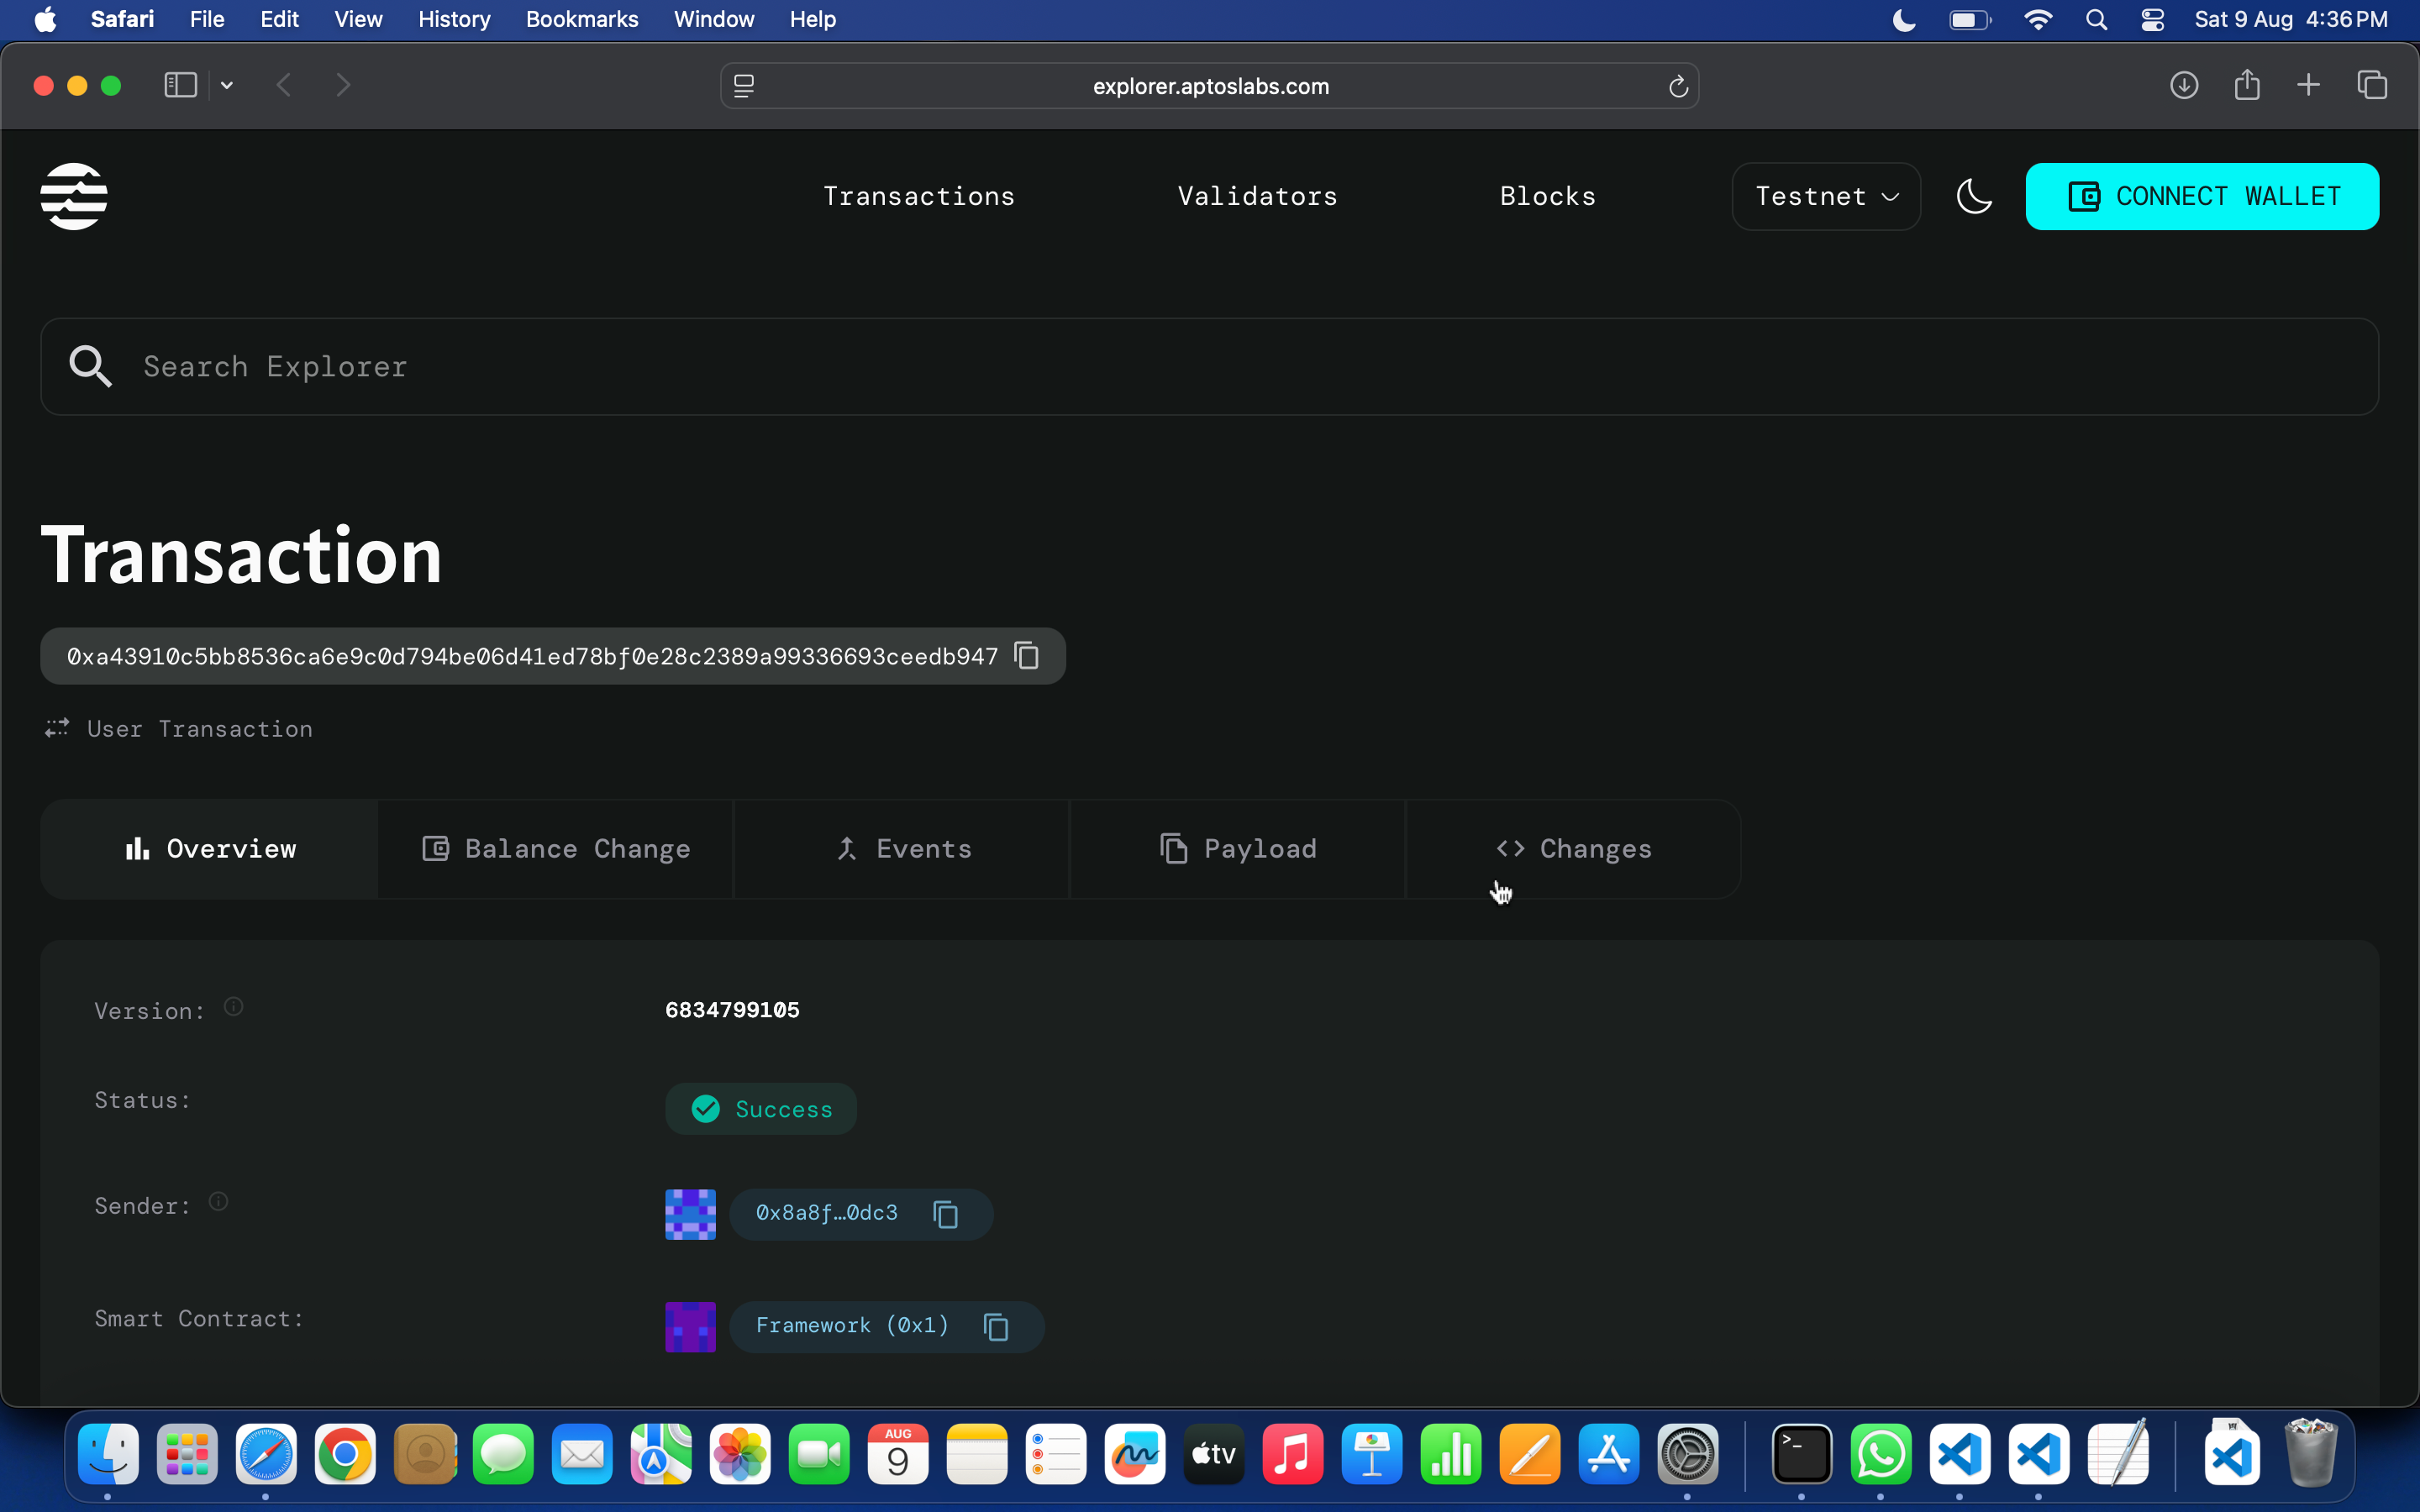 Safari File Edit View History Bookmarks Window Help Sat 9 Aug 4:36 PM
explorer.aptoslabs.com
Transactions Validators Blocks Testnet CONNECT WALLET
Search Explorer
Transaction
0xa43910c5bb8536ca6e9c0d794be06d41ed78bf0e28c2389a99336693ceedb947
User Transaction
Overview Balance Change Events Payload Changes
Version: 6834799105
Status: Success
Sender: 0x8a8f…0dc3
Smart Contract: Framework (0x1)
AUG
9
tv